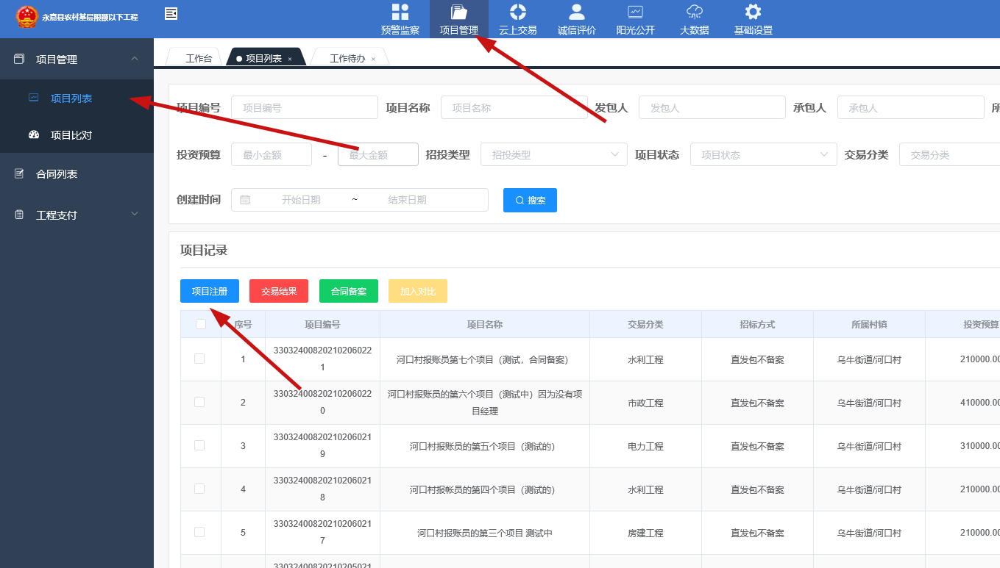 永嘉县农村基层限额以下工程
预警监察 项目管理 云上交易 诚信评价 阳光公开 大数据 基础设置
项目管理
项目列表
项目比对
合同列表
工程支付
工作台 项目列表 × 工作待办 ×
项目编号 项目编号 项目名称 项目名称 发包人 发包人 承包人 承包人 所
投资预算 最小金额 - 最大金额 招投类型 招投类型 项目状态 项目状态 交易分类 交易分类
创建时间 开始日期 ~ 结束日期 搜索
项目记录
项目注册 交易结果 合同备案 加入对比
序号 项目编号 项目名称 交易分类 招标方式 所属村镇 投资预算
1 33032400820210206022
1 河口村报账员第七个项目（测试，合同备案） 水利工程 直发包不备案 乌牛街道/河口村 210000.00
2 33032400820210206022
0 河口村报账员的第六个项目（测试中）因为没有项
目经理 市政工程 直发包不备案 乌牛街道/河口村 410000.00
3 33032400820210206021
9 河口村报账员的第五个项目（测试的） 电力工程 直发包不备案 乌牛街道/河口村 310000.00
4 33032400820210206021
8 河口村报帐员的第四个项目（测试的） 水利工程 直发包不备案 乌牛街道/河口村 210000.00
5 33032400820210206021
7 河口村报账员的第三个项目 测试中 房建工程 直发包不备案 乌牛街道/河口村 210000.00
33032400820210205021